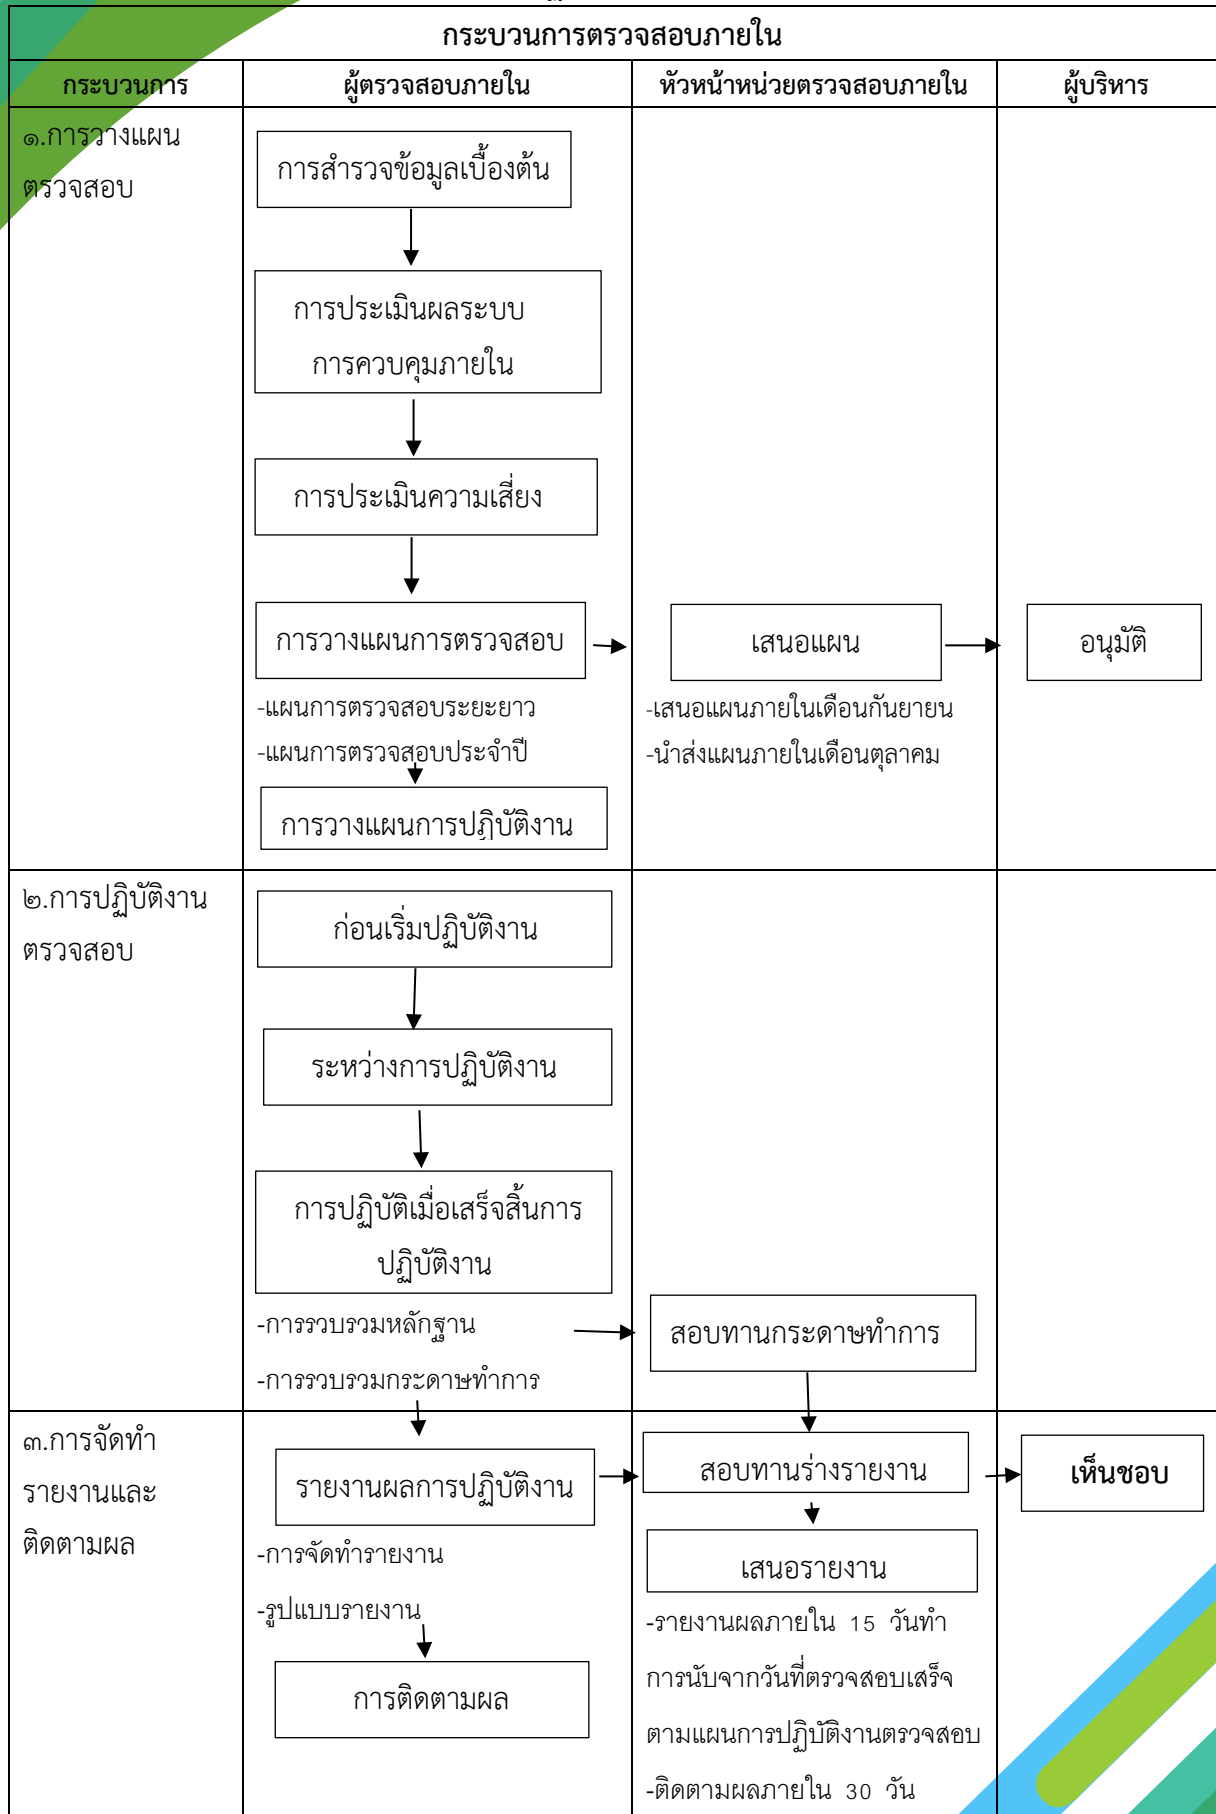 กระบวนการตรวจสอบภายใน
กระบวนการ
ผู้ตรวจสอบภายใน
หัวหน้าหน่วยตรวจสอบภายใน
ผู้บริหาร
๑.การวางแผน
ตรวจสอบ
การสำรวจข้อมูลเบื้องต้น
การประเมินผลระบบ
การควบคุมภายใน
การประเมินความเสี่ยง
การวางแผนการตรวจสอบ
เสนอแผน
อนุมัติ
-แผนการตรวจสอบระยะยาว
-แผนการตรวจสอบประจำปี
-เสนอแผนภายในเดือนกันยายน
-นำส่งแผนภายในเดือนตุลาคม
การวางแผนการปฏิบัติงาน
๒.การปฏิบัติงาน
ตรวจสอบ
ก่อนเริ่มปฏิบัติงาน
ระหว่างการปฏิบัติงาน
การปฏิบัติเมื่อเสร็จสิ้นการ
ปฏิบัติงาน
-การรวบรวมหลักฐาน
-การรวบรวมกระดาษทำการ
สอบทานกระดาษทำการ
๓.การจัดทำ
รายงานและ
ติดตามผล
รายงานผลการปฏิบัติงาน
สอบทานร่างรายงาน
เห็นชอบ
-การจัดทำรายงาน
-รูปแบบรายงาน
การติดตามผล
เสนอรายงาน
-รายงานผลภายใน 15 วันทำ
การนับจากวันที่ตรวจสอบเสร็จ
ตามแผนการปฏิบัติงานตรวจสอบ
-ติดตามผลภายใน 30 วัน